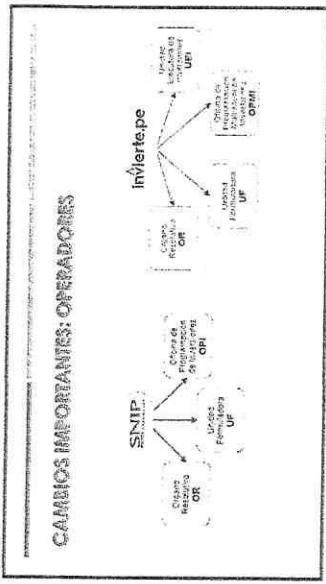 CAMBIOS IMPORTANTES: OPERADORES
SNIP
Órgano
Resolutivo
OR
Unidad
Formuladora
UF
Oficina de
Programación
de Inversiones
OPI
invierte.pe
Órgano
Resolutivo
OR
Unidad
Formuladora
UF
Oficina de
Programación
Multianual de
Inversiones
OPMI
Unidad
Ejecutora de
Inversiones
UEI